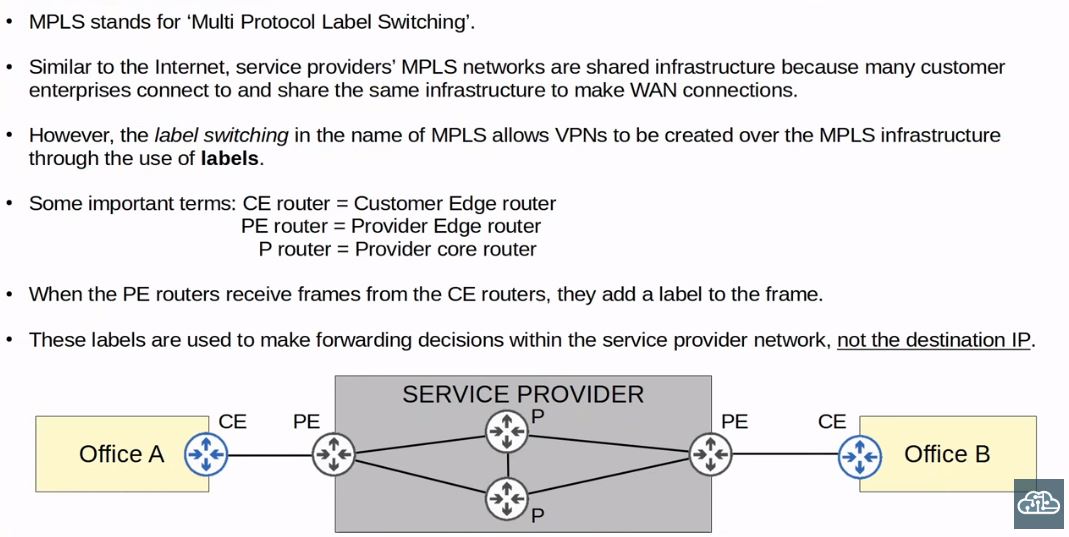 • MPLS stands for ‘Multi Protocol Label Switching’.
• Similar to the Internet, service providers’ MPLS networks are shared infrastructure because many customer
enterprises connect to and share the same infrastructure to make WAN connections.
• However, the label switching in the name of MPLS allows VPNs to be created over the MPLS infrastructure
through the use of labels.
• Some important terms: CE router = Customer Edge router
PE router = Provider Edge router
P router = Provider core router
• When the PE routers receive frames from the CE routers, they add a label to the frame.
• These labels are used to make forwarding decisions within the service provider network, not the destination IP.
SERVICE PROVIDER
CE PE P PE CE
Office A Office B
P